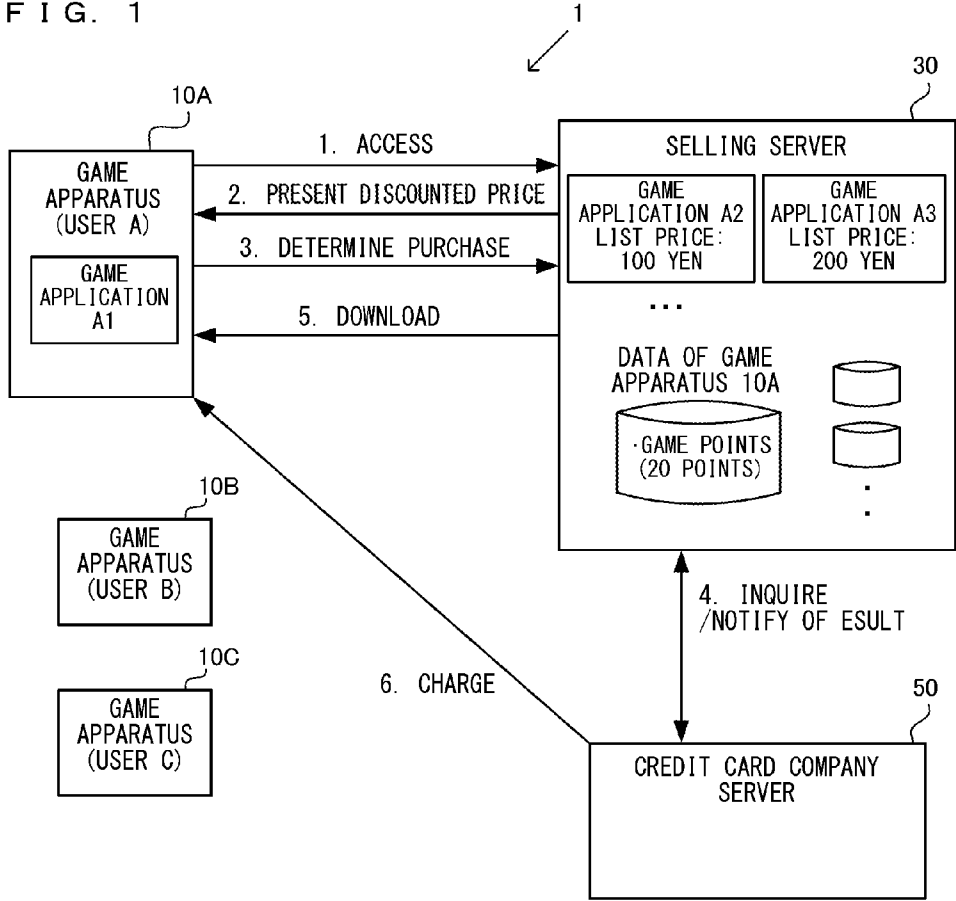 FIG. 1
1
10A
30
GAME
APPARATUS
(USER A)
GAME
APPLICATION
A1
1. ACCESS
2. PRESENT DISCOUNTED PRICE
3. DETERMINE PURCHASE
5. DOWNLOAD
SELLING SERVER
GAME
APPLICATION A2
LIST PRICE:
100 YEN
GAME
APPLICATION A3
LIST PRICE:
200 YEN
...
DATA OF GAME
APPARATUS 10A
·GAME POINTS
(20 POINTS)
10B
GAME
APPARATUS
(USER B)
4. INQUIRE
/NOTIFY OF ESULT
10C
GAME
APPARATUS
(USER C)
6. CHARGE
50
CREDIT CARD COMPANY
SERVER